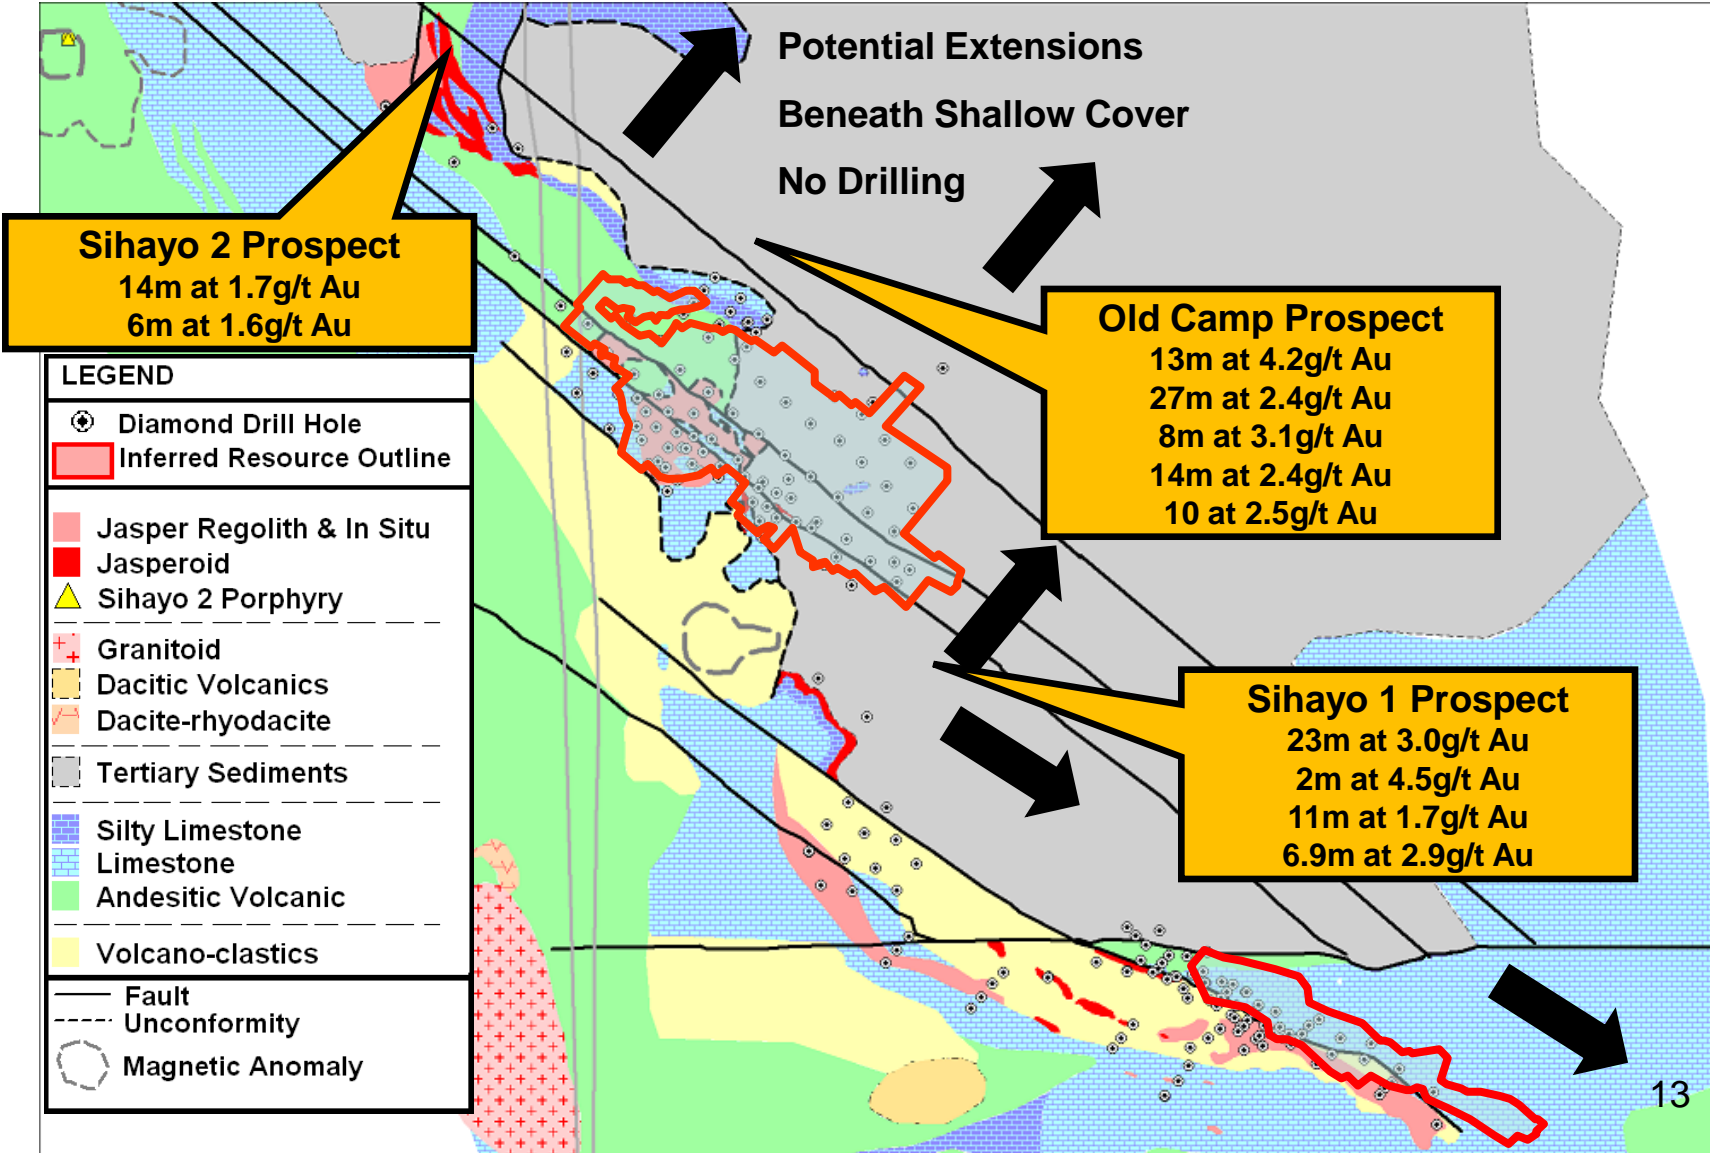 Potential Extensions
Beneath Shallow Cover
No Drilling
Sihayo 2 Prospect
14m at 1.7g/t Au
6m at 1.6g/t Au
Old Camp Prospect
13m at 4.2g/t Au
27m at 2.4g/t Au
8m at 3.1g/t Au
14m at 2.4g/t Au
10 at 2.5g/t Au
Sihayo 1 Prospect
23m at 3.0g/t Au
2m at 4.5g/t Au
11m at 1.7g/t Au
6.9m at 2.9g/t Au
LEGEND
Diamond Drill Hole
Inferred Resource Outline
Jasper Regolith & In Situ
Jasperoid
Sihayo 2 Porphyry
Granitoid
Dacitic Volcanics
Dacite-rhyodacite
Tertiary Sediments
Silty Limestone
Limestone
Andesitic Volcanic
Volcano-clastics
Fault
Unconformity
Magnetic Anomaly
13